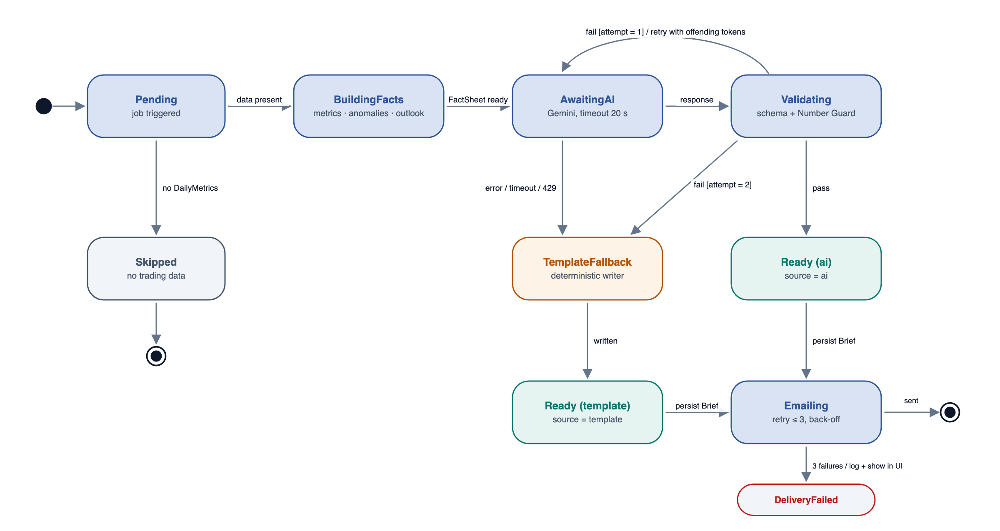 fail [attempt = 1] / retry with offending tokens
Pending
job triggered
data present
BuildingFacts
metrics · anomalies · outlook
FactSheet ready
AwaitingAI
Gemini, timeout 20 s
response
Validating
schema + Number Guard
no DailyMetrics
error / timeout / 429
fail [attempt = 2]
pass
Skipped
no trading data
TemplateFallback
deterministic writer
Ready (ai)
source = ai
written
persist Brief
Ready (template)
source = template
persist Brief
Emailing
retry ≤ 3, back-off
sent
3 failures / log + show in UI
DeliveryFailed